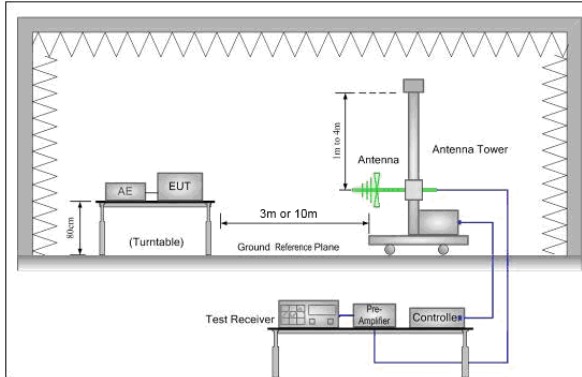 1m to 4m
Antenna
Antenna Tower
AE
EUT
80cm
3m or 10m
(Turntable)
Ground Reference Plane
Test Receiver
Pre-
Amplifier
Controlle